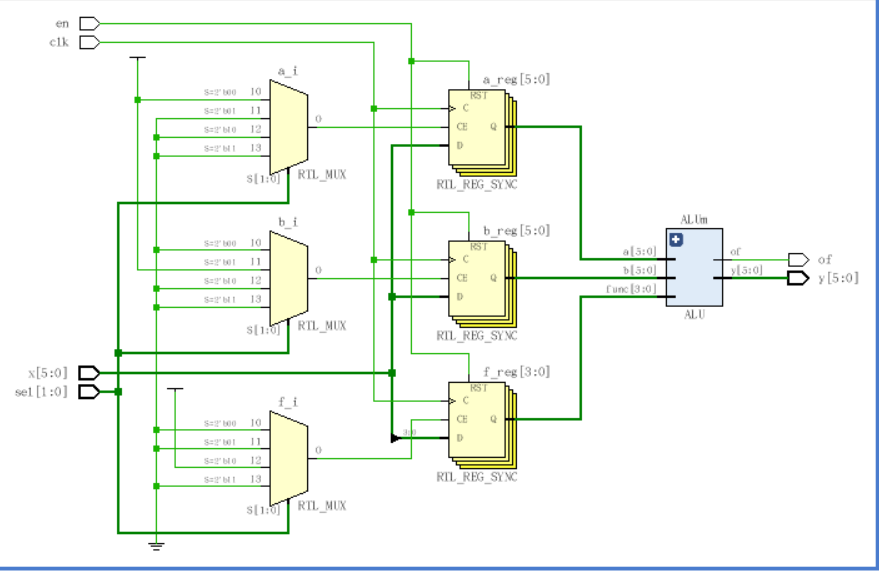 en
clk
a_i
S=2'b00 I0
S=2'b01 I1
S=2'b10 I2
S=2'b11 I3
O
S[1:0]
RTL_MUX
a_reg[5:0]
RST
C
CE
D
Q
RTL_REG_SYNC
b_i
S=2'b00 I0
S=2'b01 I1
S=2'b10 I2
S=2'b11 I3
O
S[1:0]
RTL_MUX
b_reg[5:0]
RST
C
CE
D
Q
RTL_REG_SYNC
x[5:0]
sel[1:0]
f_i
S=2'b00 I0
S=2'b01 I1
S=2'b10 I2
S=2'b11 I3
O
S[1:0]
RTL_MUX
f_reg[3:0]
RST
C
CE
3:0
D
Q
RTL_REG_SYNC
ALUm
a[5:0]
b[5:0]
func[3:0]
of
y[5:0]
ALU
of
y[5:0]